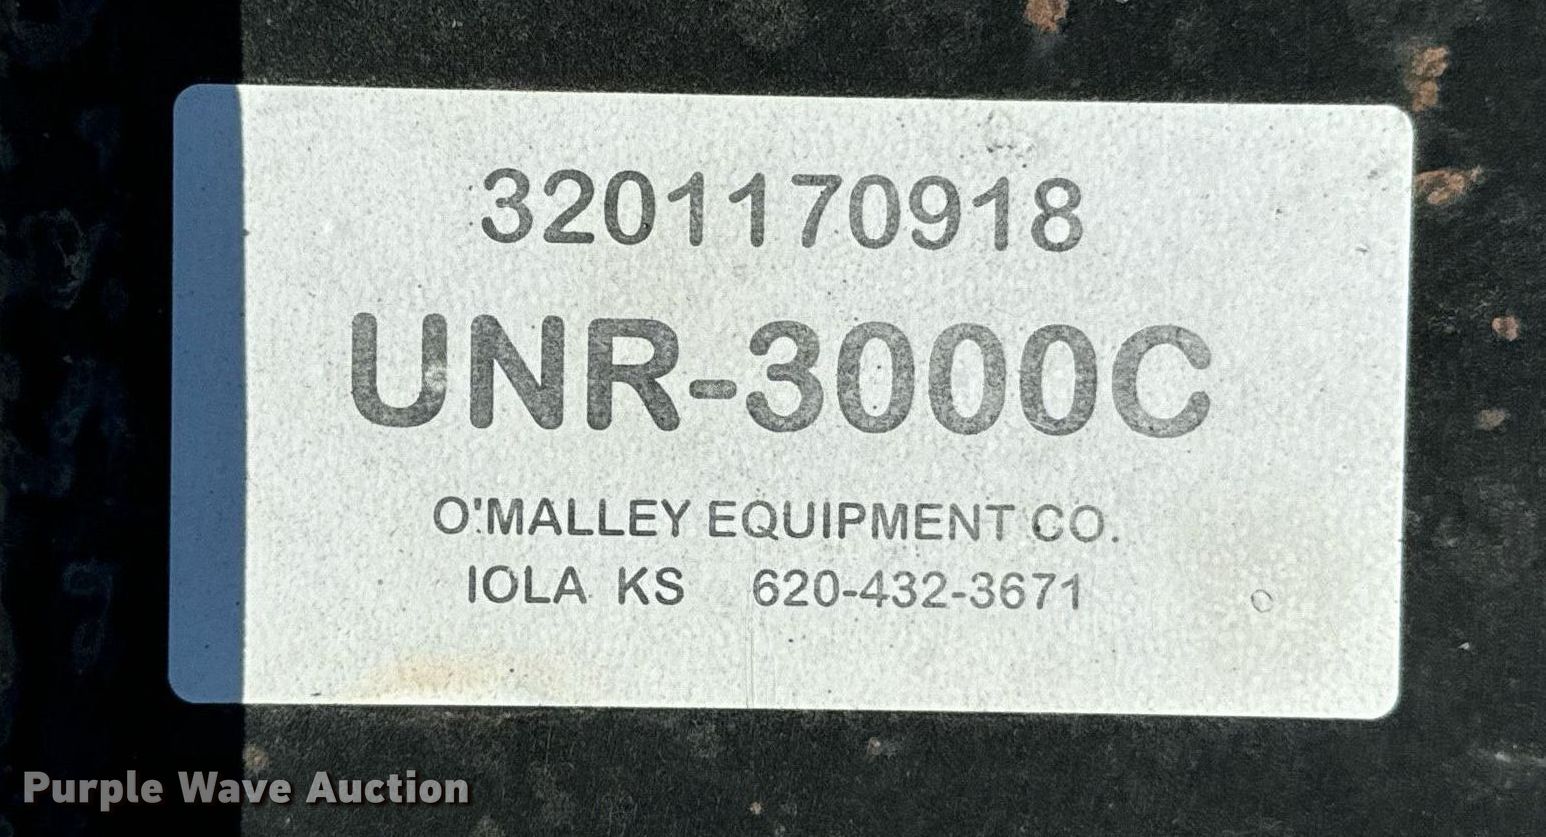 3201170918
UNR-3000C
O'MALLEY EQUIPMENT CO.
IOLA KS 620-432-3671
Purple Wave Auction